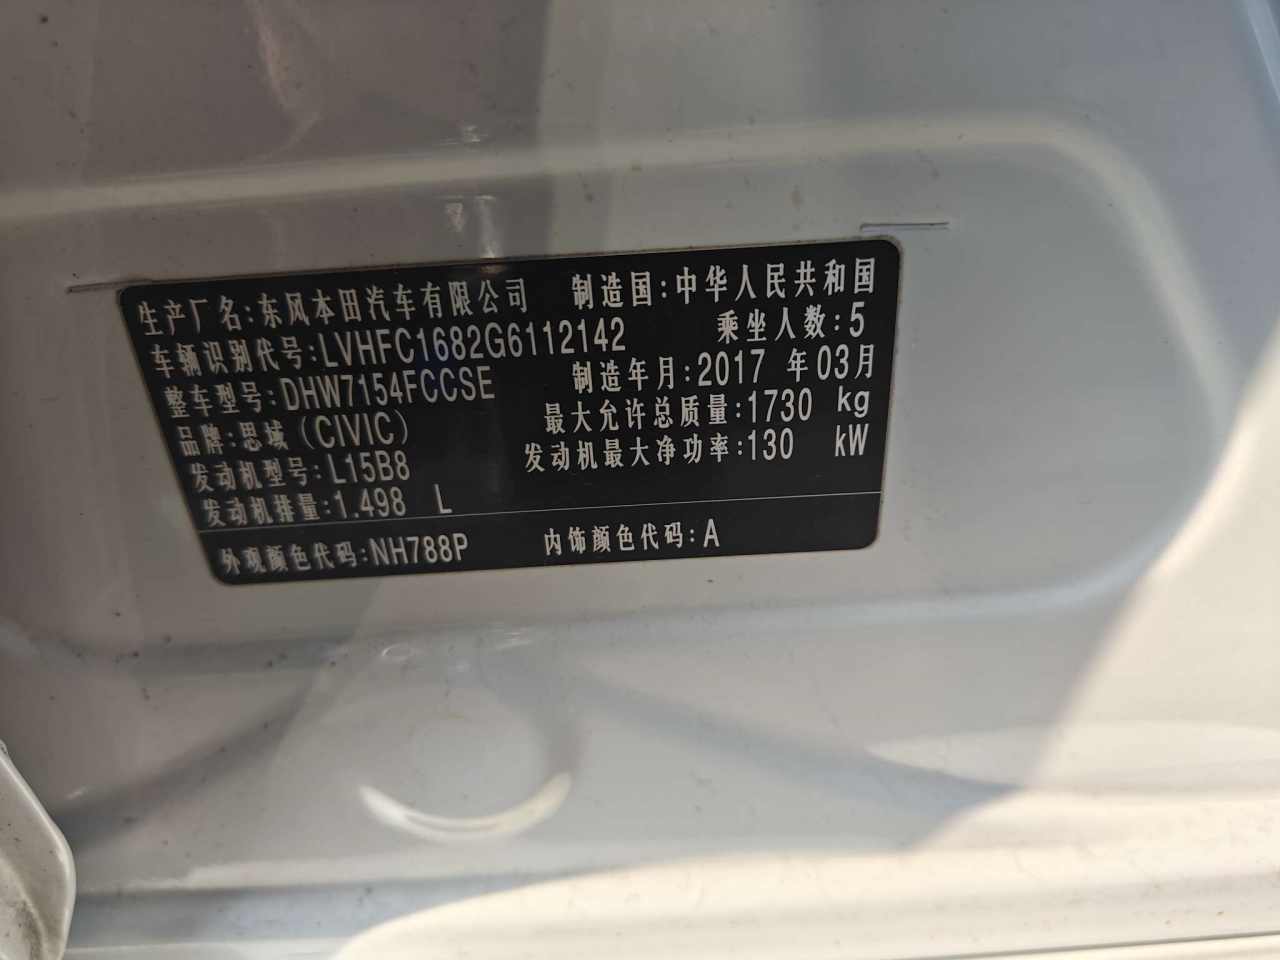 生产厂名:东风本田汽车有限公司 制造国:中华人民共和国
车辆识别代号:LVHFC1682G6112142 乘坐人数:5
整车型号:DHW7154FCCSE 制造年月:2017 年03月
品牌:思域(CIVIC) 最大允许总质量:1730 kg
发动机型号:L15B8 发动机最大净功率:130 kW
发动机排量:1.498 L
外观颜色代码:NH788P 内饰颜色代码:A